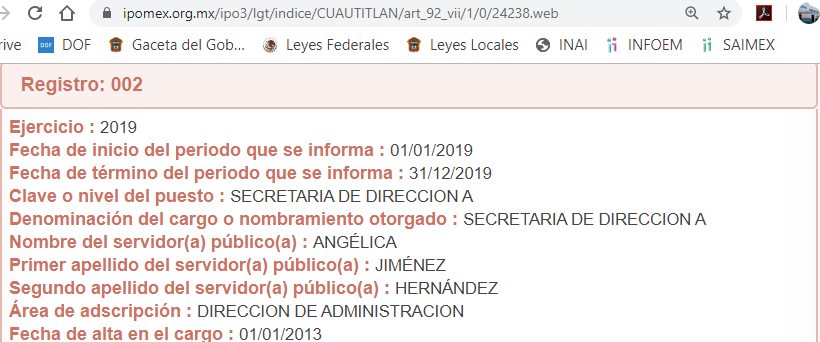 ipomex.org.mx/ipo3/lgt/indice/CUAUTITLAN/art_92_vii/1/0/24238.web
rive DOF Gaceta del Gob... Leyes Federales Leyes Locales INAI INFOEM SAIMEX
Registro: 002
Ejercicio : 2019
Fecha de inicio del periodo que se informa : 01/01/2019
Fecha de término del periodo que se informa : 31/12/2019
Clave o nivel del puesto : SECRETARIA DE DIRECCION A
Denominación del cargo o nombramiento otorgado : SECRETARIA DE DIRECCION A
Nombre del servidor(a) público(a) : ANGÉLICA
Primer apellido del servidor(a) público(a) : JIMÉNEZ
Segundo apellido del servidor(a) público(a) : HERNÁNDEZ
Área de adscripción : DIRECCION DE ADMINISTRACION
Fecha de alta en el cargo : 01/01/2013